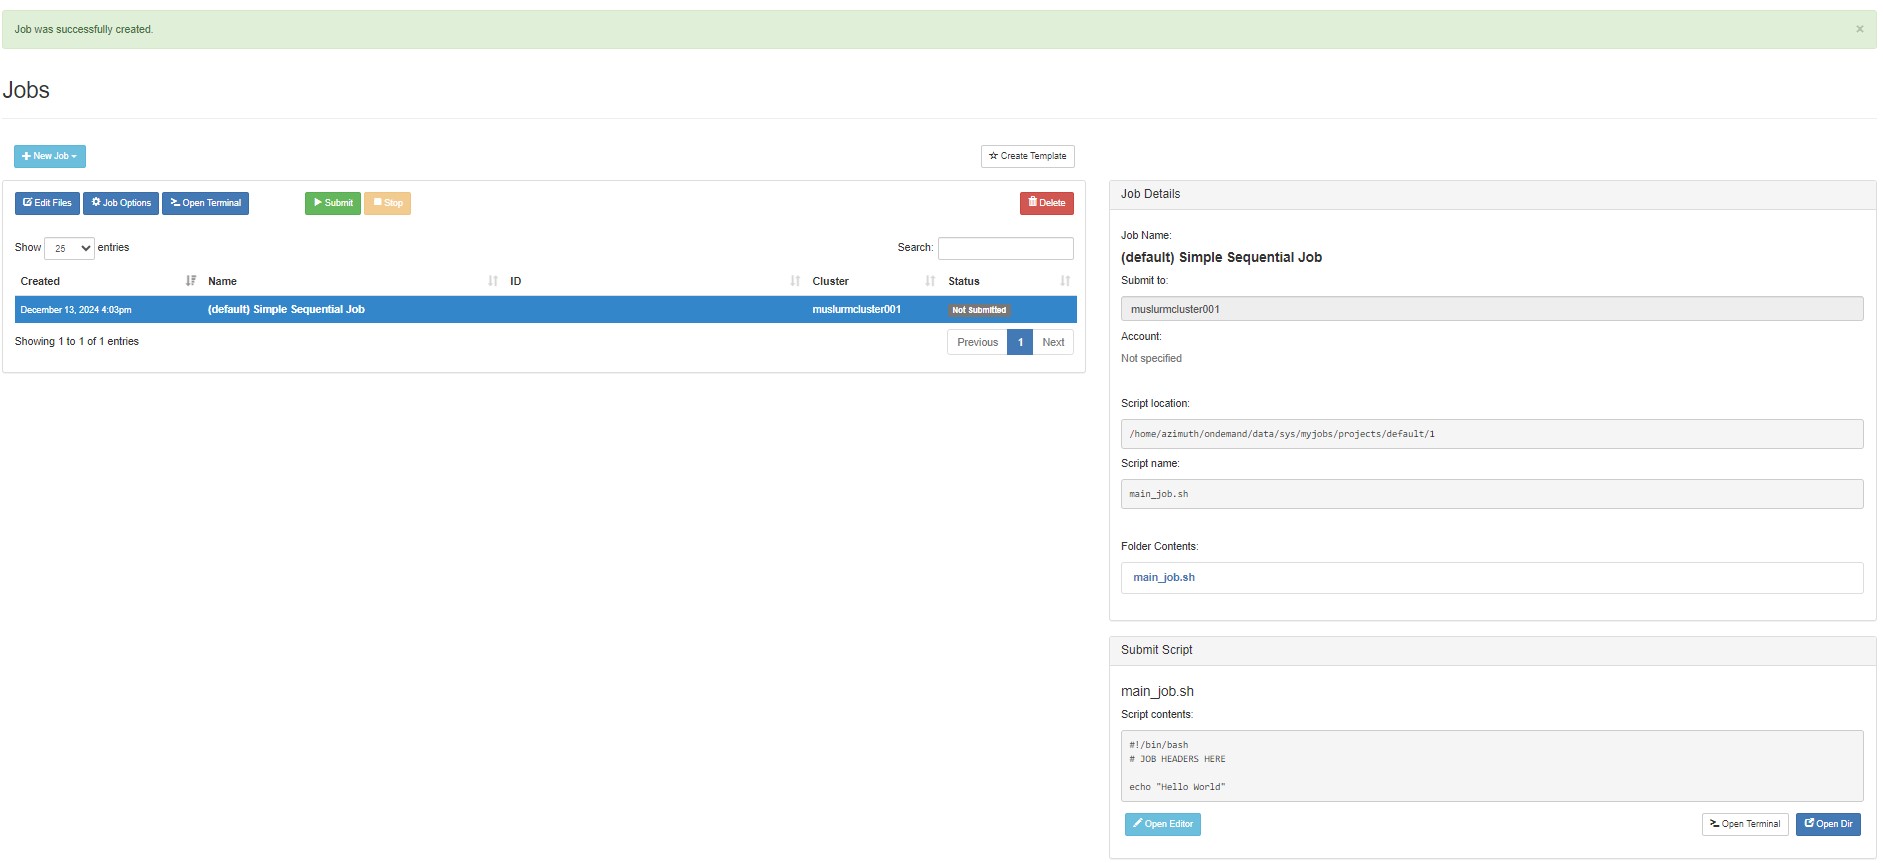 Job was successfully created.
×
Jobs
New Job
Create Template
Edit Files Job Options Open Terminal Submit Stop Delete
Show 25 entries Search:
Created Name ID Cluster Status
December 13, 2024 4:03pm (default) Simple Sequential Job muslurmcluster001 Not Submitted
Showing 1 to 1 of 1 entries Previous 1 Next
Job Details
Job Name:
(default) Simple Sequential Job
Submit to:
muslurmcluster001
Account:
Not specified
Script location:
/home/azimuth/ondemand/data/sys/myjobs/projects/default/1
Script name:
main_job.sh
Folder Contents:
main_job.sh
Submit Script
main_job.sh
Script contents:
#!/bin/bash
# JOB HEADERS HERE
echo "Hello World"
Open Editor Open Terminal Open Dir